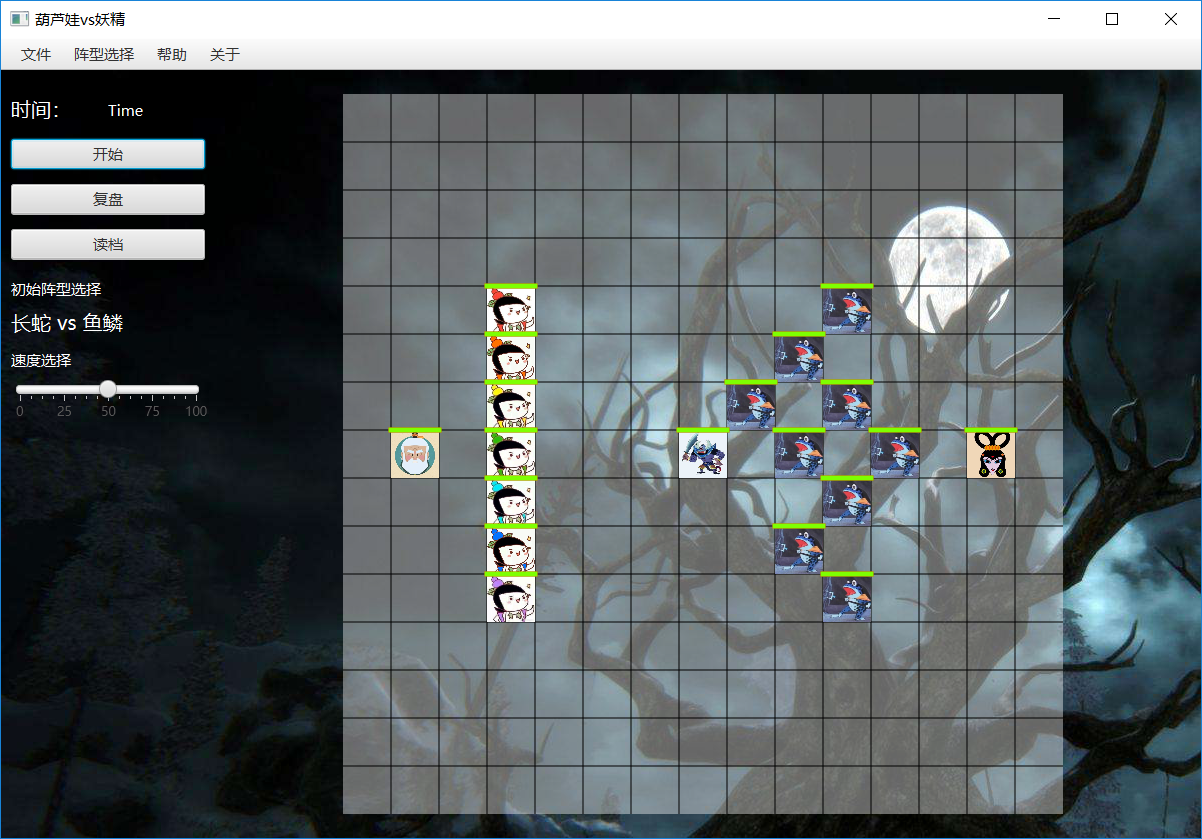 葫芦娃vs妖精
文件 阵型选择 帮助 关于
时间： Time
开始
复盘
读档
初始阵型选择
长蛇 vs 鱼鳞
速度选择
0 25 50 75 100